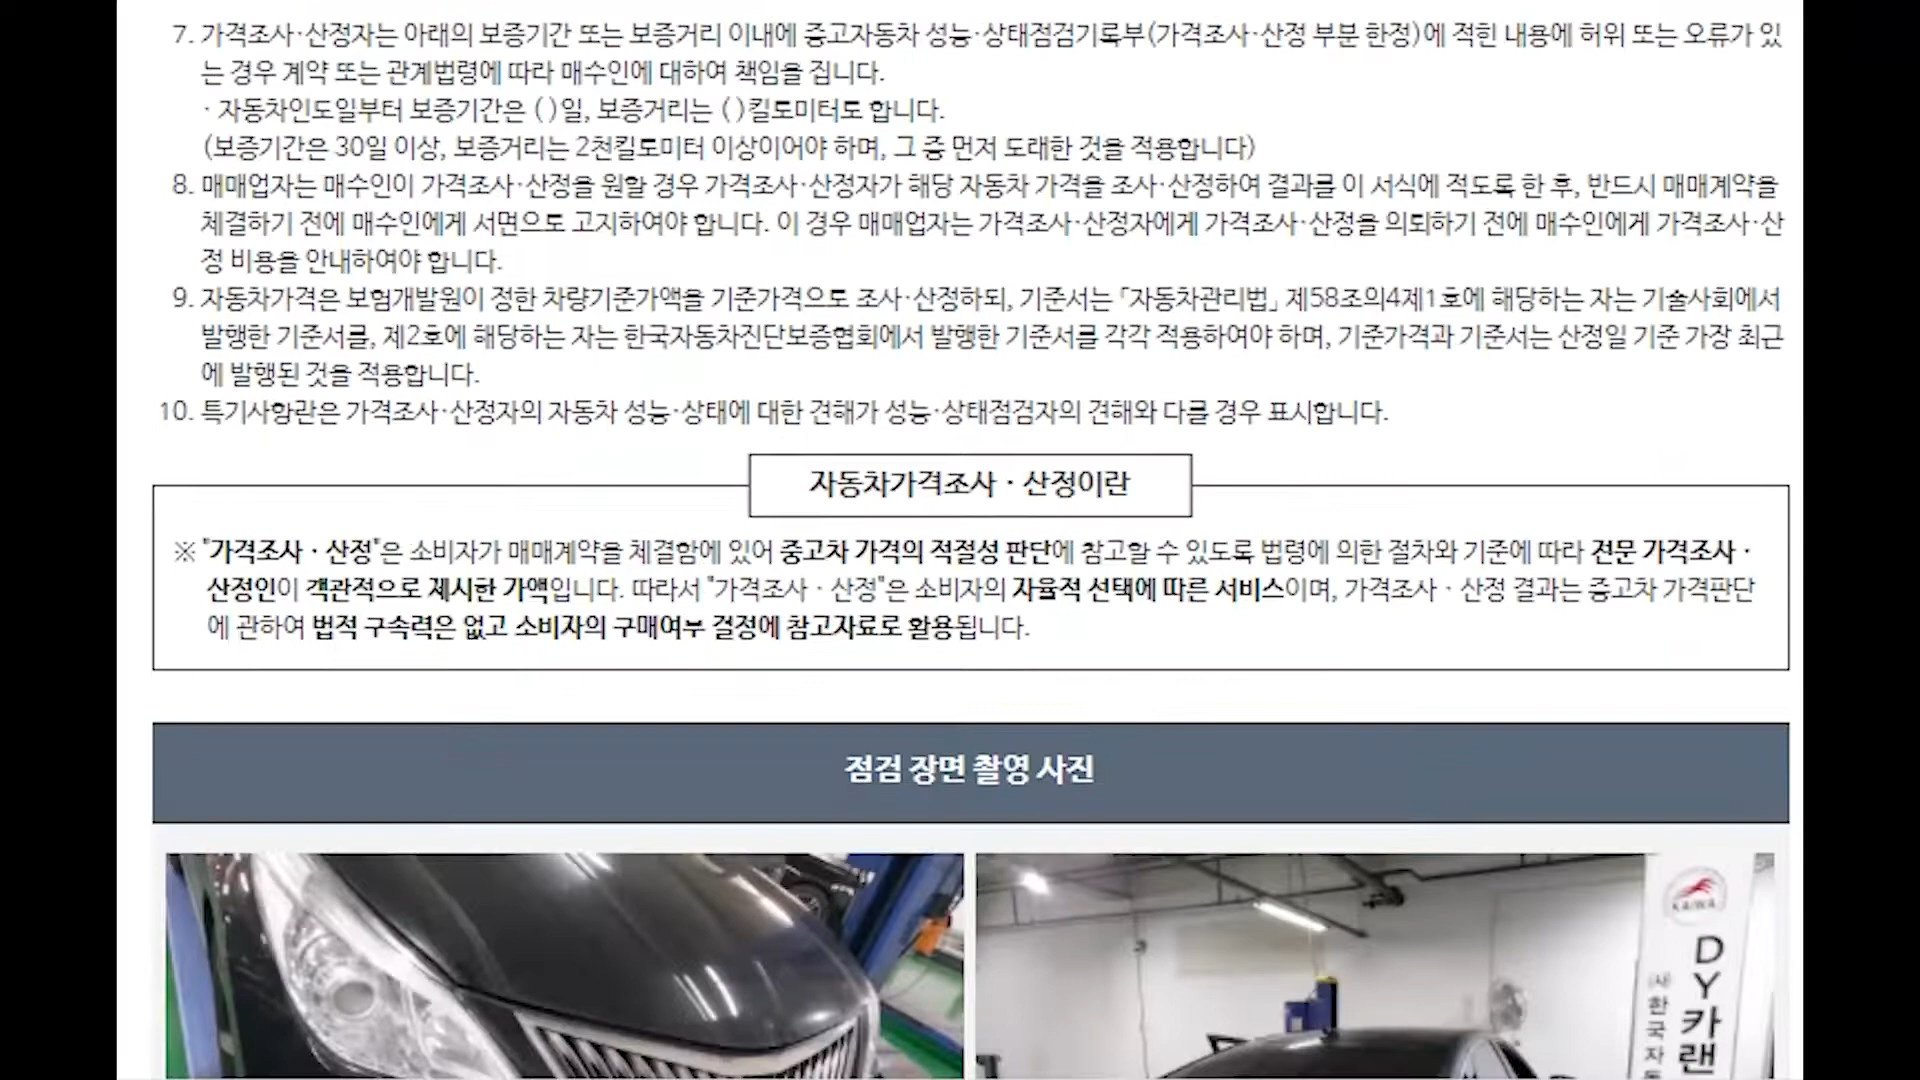 7. 가격조사·산정자는 아래의 보증기간 또는 보증거리 이내에 중고자동차 성능·상태점검기록부(가격조사·산정 부분 한정)에 적힌 내용에 허위 또는 오류가 있
는 경우 계약 또는 관계법령에 따라 매수인에 대하여 책임을 집니다.
· 자동차인도일부터 보증기간은 ( )일, 보증거리는 ( )킬로미터로 합니다.
(보증기간은 30일 이상, 보증거리는 2천킬로미터 이상이어야 하며, 그 중 먼저 도래한 것을 적용합니다)
8. 매매업자는 매수인이 가격조사·산정을 원할 경우 가격조사·산정자가 해당 자동차 가격을 조사·산정하여 결과를 이 서식에 적도록 한 후, 반드시 매매계약을
체결하기 전에 매수인에게 서면으로 고지하여야 합니다. 이 경우 매매업자는 가격조사·산정자에게 가격조사·산정을 의뢰하기 전에 매수인에게 가격조사·산
정 비용을 안내하여야 합니다.
9. 자동차가격은 보험개발원이 정한 차량기준가액을 기준가격으로 조사·산정하되, 기준서는 「자동차관리법」 제58조의4제1호에 해당하는 자는 기술사회에서
발행한 기준서를, 제2호에 해당하는 자는 한국자동차진단보증협회에서 발행한 기준서를 각각 적용하여야 하며, 기준가격과 기준서는 산정일 기준 가장 최근
에 발행된 것을 적용합니다.
10. 특기사항란은 가격조사·산정자의 자동차 성능·상태에 대한 견해가 성능·상태점검자의 견해와 다를 경우 표시합니다.
자동차가격조사 · 산정이란
※ "가격조사 · 산정"은 소비자가 매매계약을 체결함에 있어 중고차 가격의 적절성 판단에 참고할 수 있도록 법령에 의한 절차와 기준에 따라 전문 가격조사 ·
산정인이 객관적으로 제시한 가액입니다. 따라서 "가격조사 · 산정"은 소비자의 자율적 선택에 따른 서비스이며, 가격조사 · 산정 결과는 중고차 가격판단
에 관하여 법적 구속력은 없고 소비자의 구매여부 결정에 참고자료로 활용됩니다.
점검 장면 촬영 사진
KAIWA
DY카랜
(사)한국자동